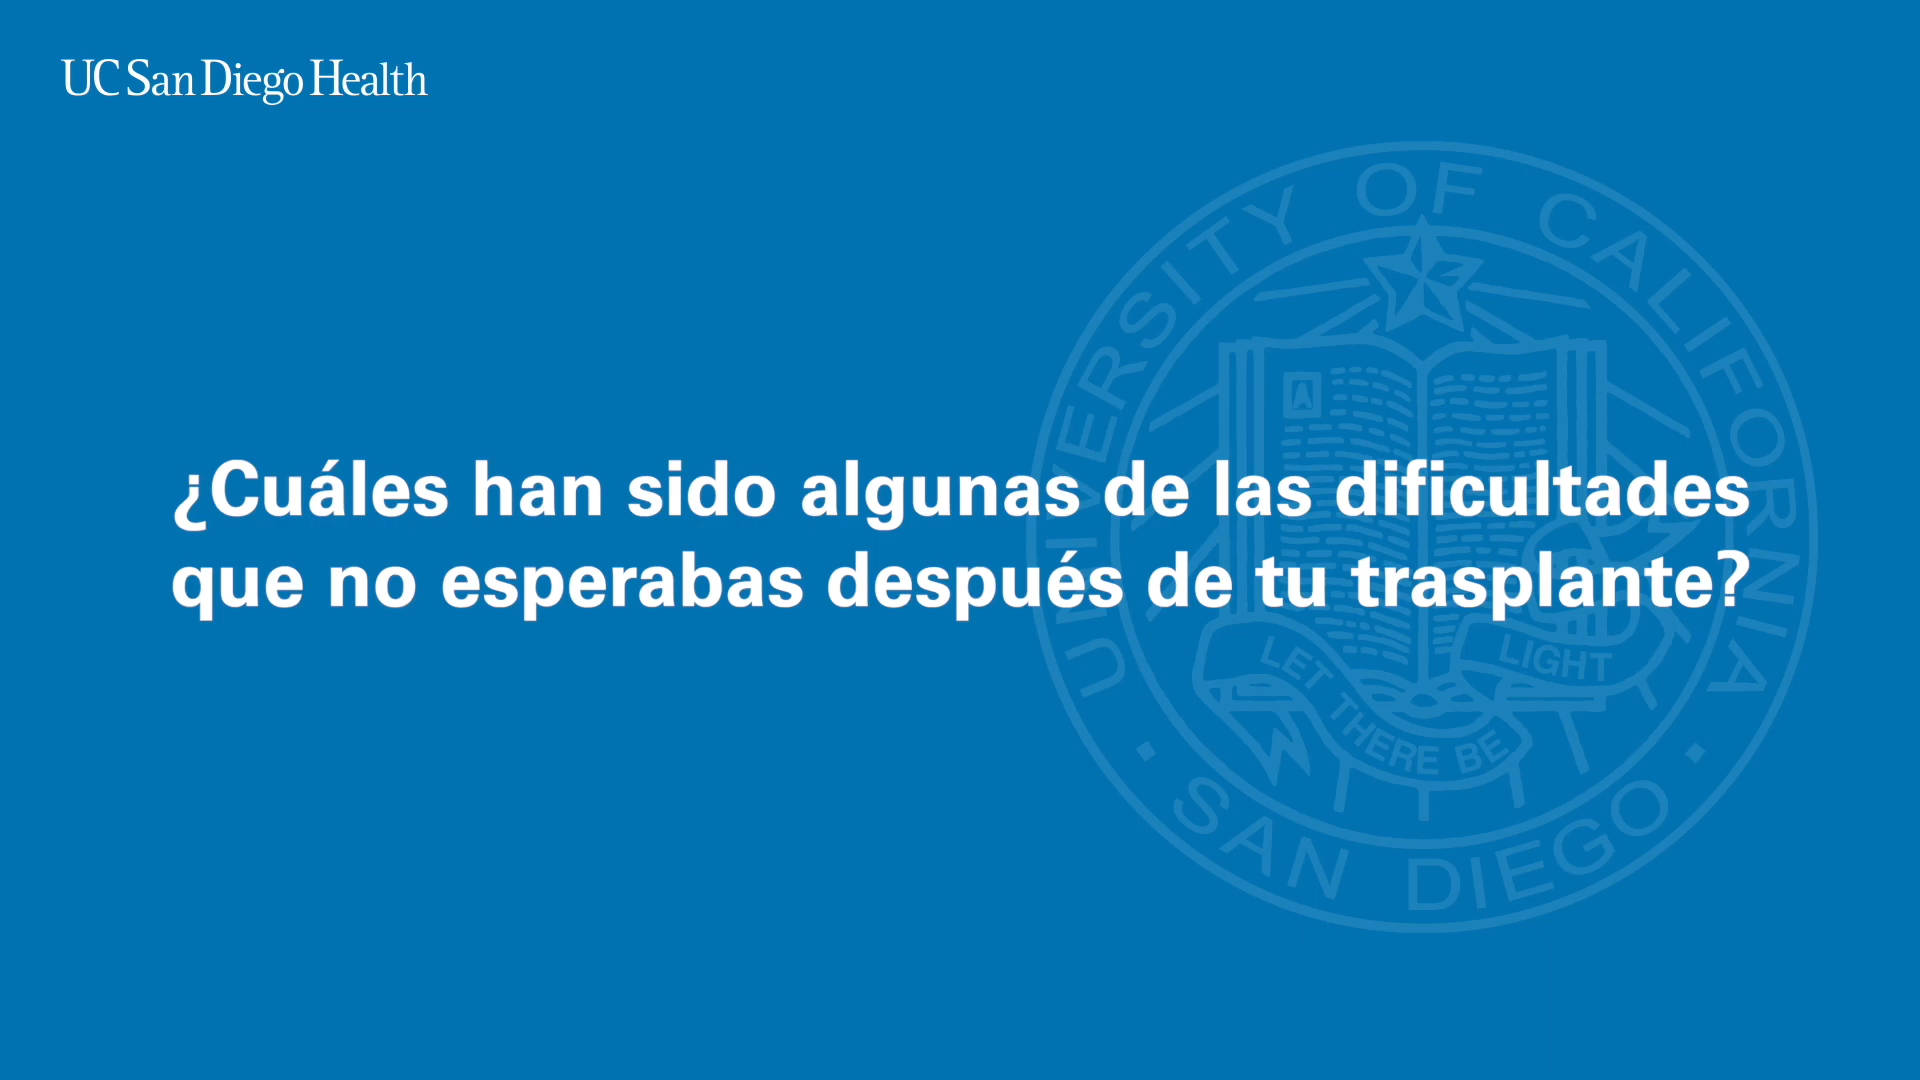 UC San Diego Health
UNIVERSITY OF CALIFORNIA
A
¿Cuáles han sido algunas de las dificultades
que no esperabas después de tu trasplante?
LET THERE BE LIGHT
SAN DIEGO